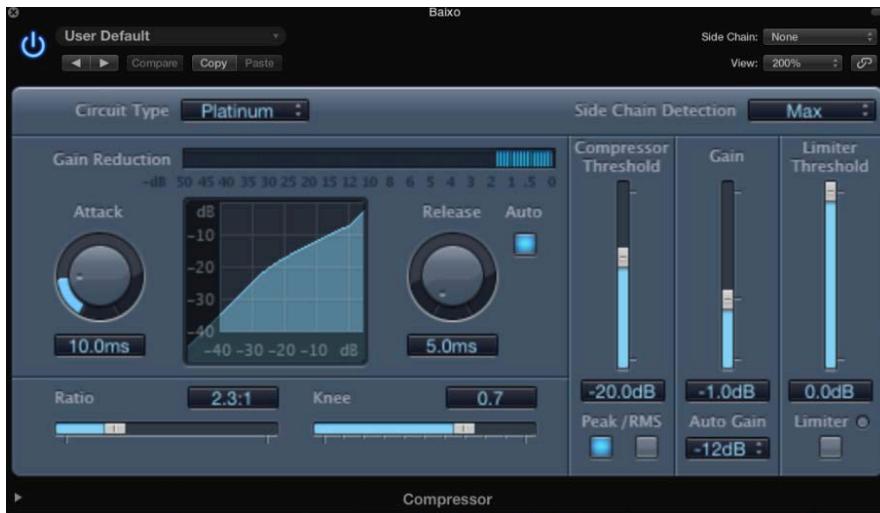 Baixo
User Default
Side Chain: None
Compare Copy Paste
View: 200%
Circuit Type Platinum
Side Chain Detection Max
Gain Reduction
-dB 50 45 40 35 30 25 20 15 12 10 8 6 5 4 3 2 1 .5 0
Compressor Threshold
Gain
Limiter Threshold
Attack
Release Auto
dB
-10
-20
-30
-40
-40 -30 -20 -10 dB
10.0ms
5.0ms
Ratio 2.3:1
Knee 0.7
-20.0dB
-1.0dB
0.0dB
Peak / RMS
Auto Gain
Limiter
-12dB
Compressor